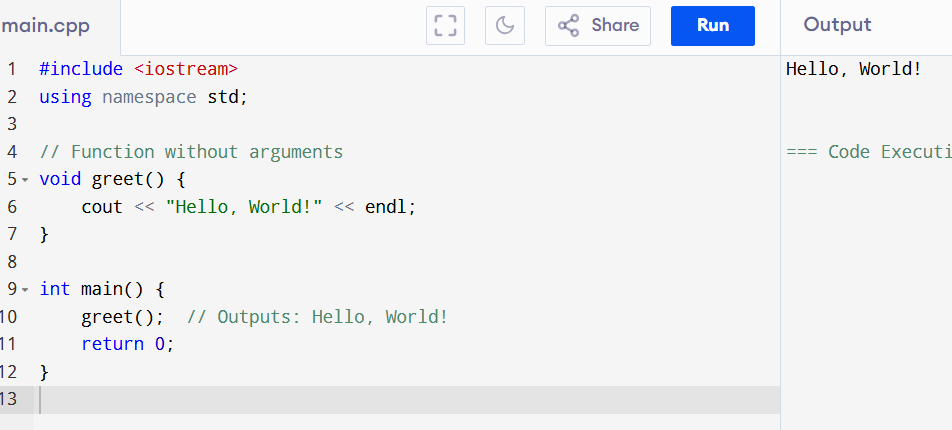 main.cpp
Share
Run
Output
1 #include <iostream>
2 using namespace std;
3
4 // Function without arguments
5 void greet() {
6     cout << "Hello, World!" << endl;
7 }
8
9 int main() {
10     greet();  // Outputs: Hello, World!
11     return 0;
12 }
13
Hello, World!
=== Code Executi